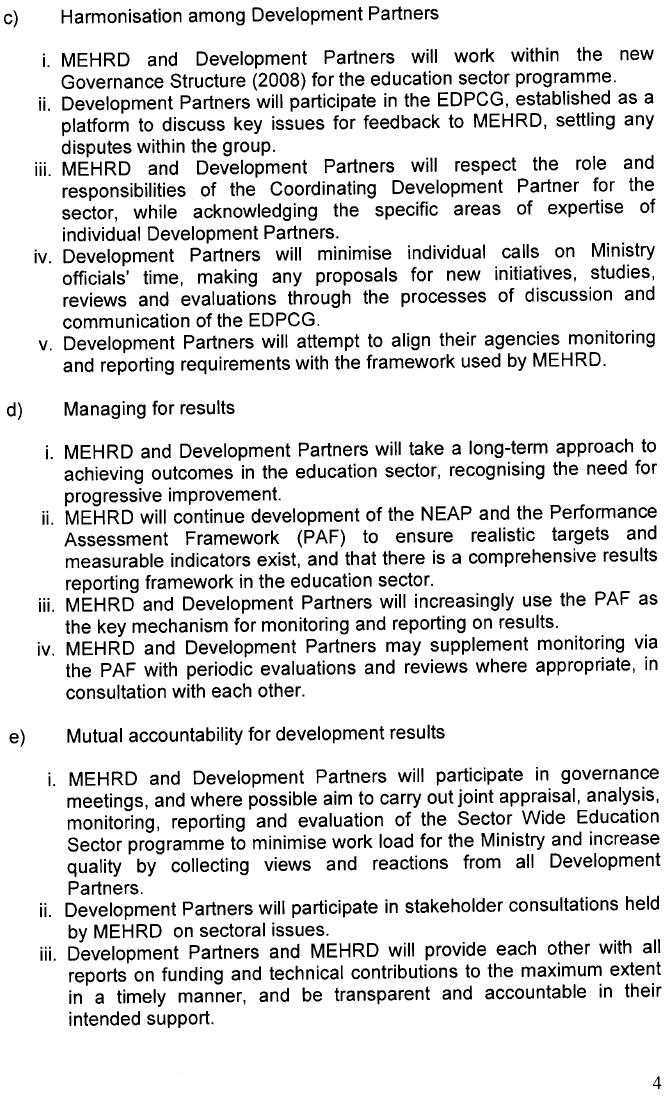 c) Harmonisation among Development Partners
i. MEHRD and Development Partners will work within the new
Governance Structure (2008) for the education sector programme.
ii. Development Partners will participate in the EDPCG, established as a
platform to discuss key issues for feedback to MEHRD, settling any
disputes within the group.
iii. MEHRD and Development Partners will respect the role and
responsibilities of the Coordinating Development Partner for the
sector, while acknowledging the specific areas of expertise of
individual Development Partners.
iv. Development Partners will minimise individual calls on Ministry
officials' time, making any proposals for new initiatives, studies,
reviews and evaluations through the processes of discussion and
communication of the EDPCG.
v. Development Partners will attempt to align their agencies monitoring
and reporting requirements with the framework used by MEHRD.
d) Managing for results
i. MEHRD and Development Partners will take a long-term approach to
achieving outcomes in the education sector, recognising the need for
progressive improvement.
ii. MEHRD will continue development of the NEAP and the Performance
Assessment Framework (PAF) to ensure realistic targets and
measurable indicators exist, and that there is a comprehensive results
reporting framework in the education sector.
iii. MEHRD and Development Partners will increasingly use the PAF as
the key mechanism for monitoring and reporting on results.
iv. MEHRD and Development Partners may supplement monitoring via
the PAF with periodic evaluations and reviews where appropriate, in
consultation with each other.
e) Mutual accountability for development results
i. MEHRD and Development Partners will participate in governance
meetings, and where possible aim to carry out joint appraisal, analysis,
monitoring, reporting and evaluation of the Sector Wide Education
Sector programme to minimise work load for the Ministry and increase
quality by collecting views and reactions from all Development
Partners.
ii. Development Partners will participate in stakeholder consultations held
by MEHRD on sectoral issues.
iii. Development Partners and MEHRD will provide each other with all
reports on funding and technical contributions to the maximum extent
in a timely manner, and be transparent and accountable in their
intended support.
4